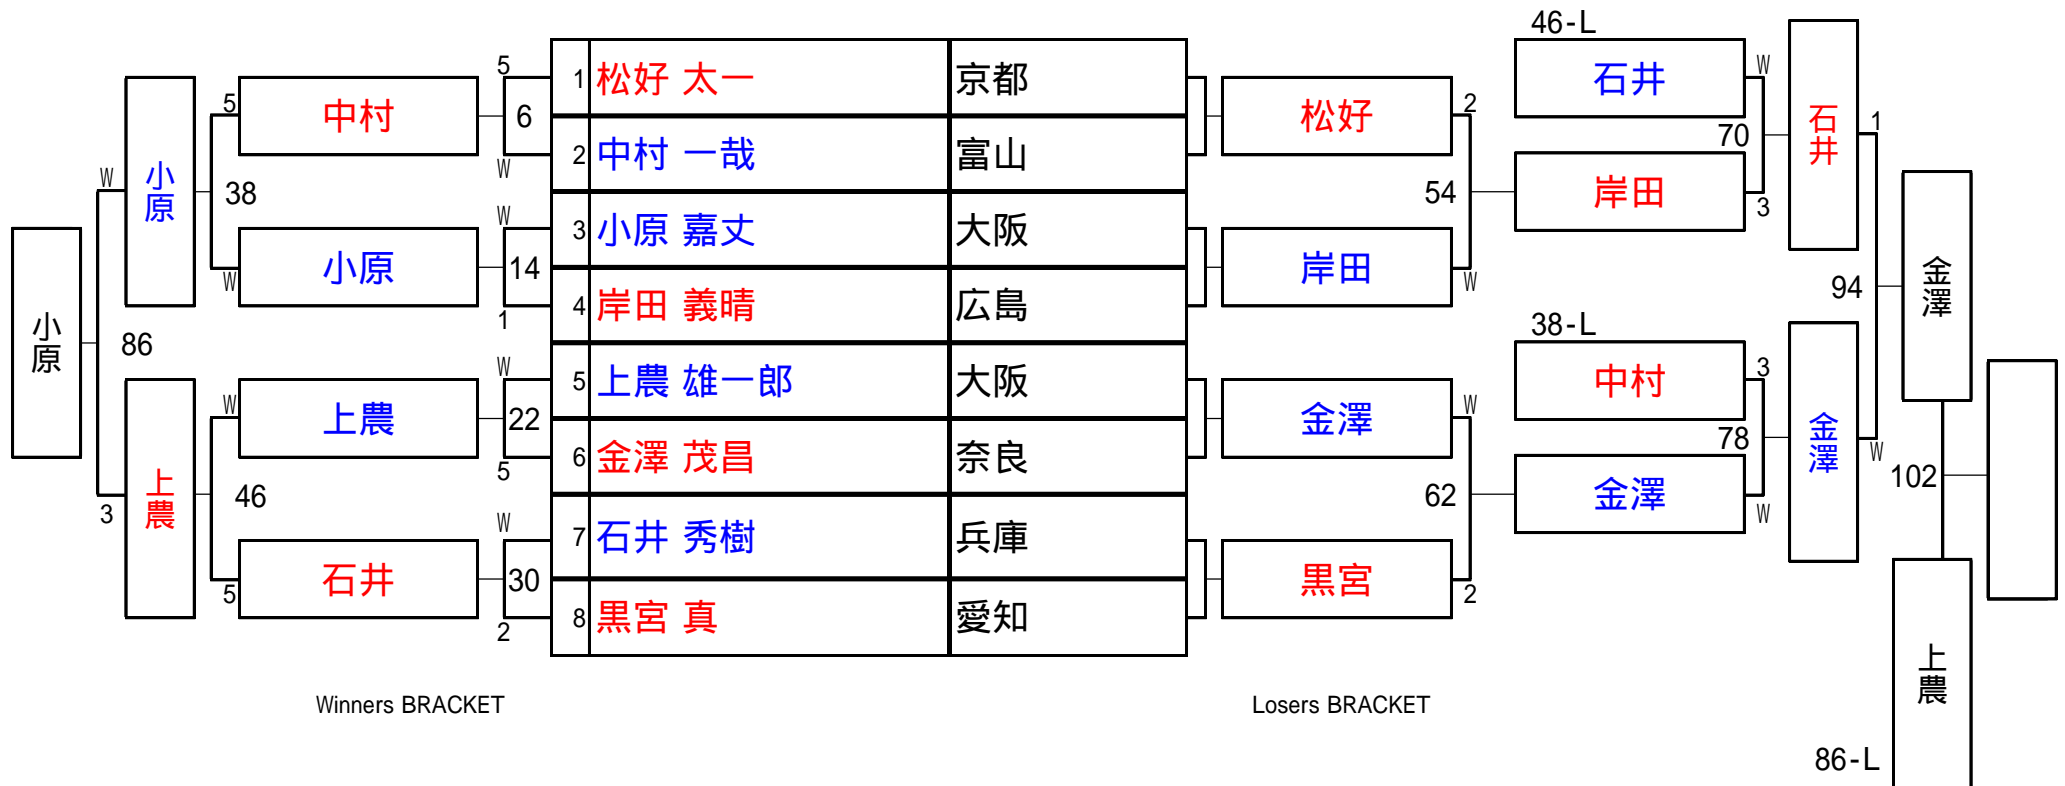 46-L
5
1 松好 太一 京都
W
石井
W
中村
5
6
松好
2
石井
1
2 中村 一哉 富山
W
70
小原
W
38
54
岸田
3
3 小原 嘉丈 大阪
W
小原
W
14
岸田
W
金澤
94
4 岸田 義晴 広島
1
38-L
小原
86
5 上農 雄一郎 大阪
W
中村
3
上農
W
22
金澤
W
78
金澤
W
6 金澤 茂昌 奈良
5
102
上農
3
46
62
金澤
W
7 石井 秀樹 兵庫
W
石井
5
30
黒宮
2
8 黒宮 真 愛知
2
上農
Winners BRACKET
Losers BRACKET
86-L